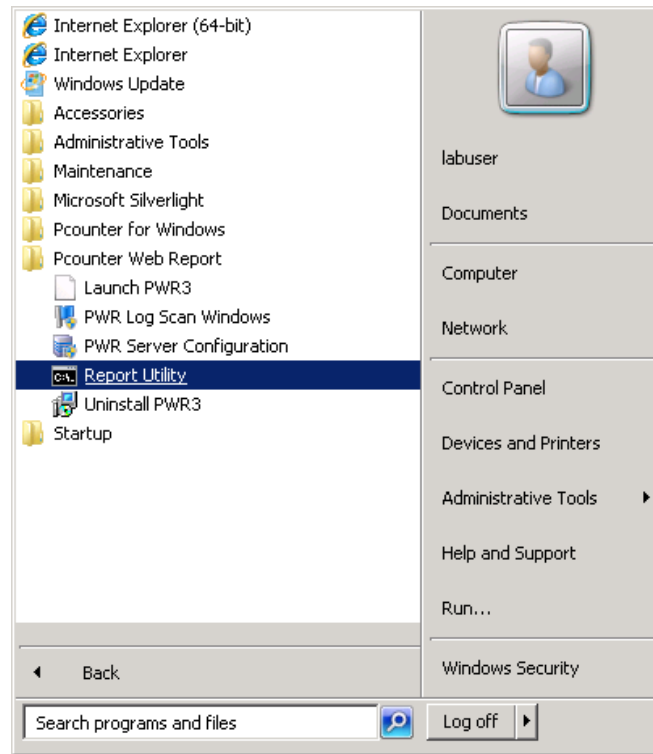 Internet Explorer (64-bit)
Internet Explorer
Windows Update
Accessories
Administrative Tools
Maintenance
Microsoft Silverlight
Pcounter for Windows
Pcounter Web Report
Launch PWR3
PWR Log Scan Windows
PWR Server Configuration
C:\.
Report Utility
Uninstall PWR3
Startup
Back
Search programs and files
labuser
Documents
Computer
Network
Control Panel
Devices and Printers
Administrative Tools
Help and Support
Run...
Windows Security
Log off